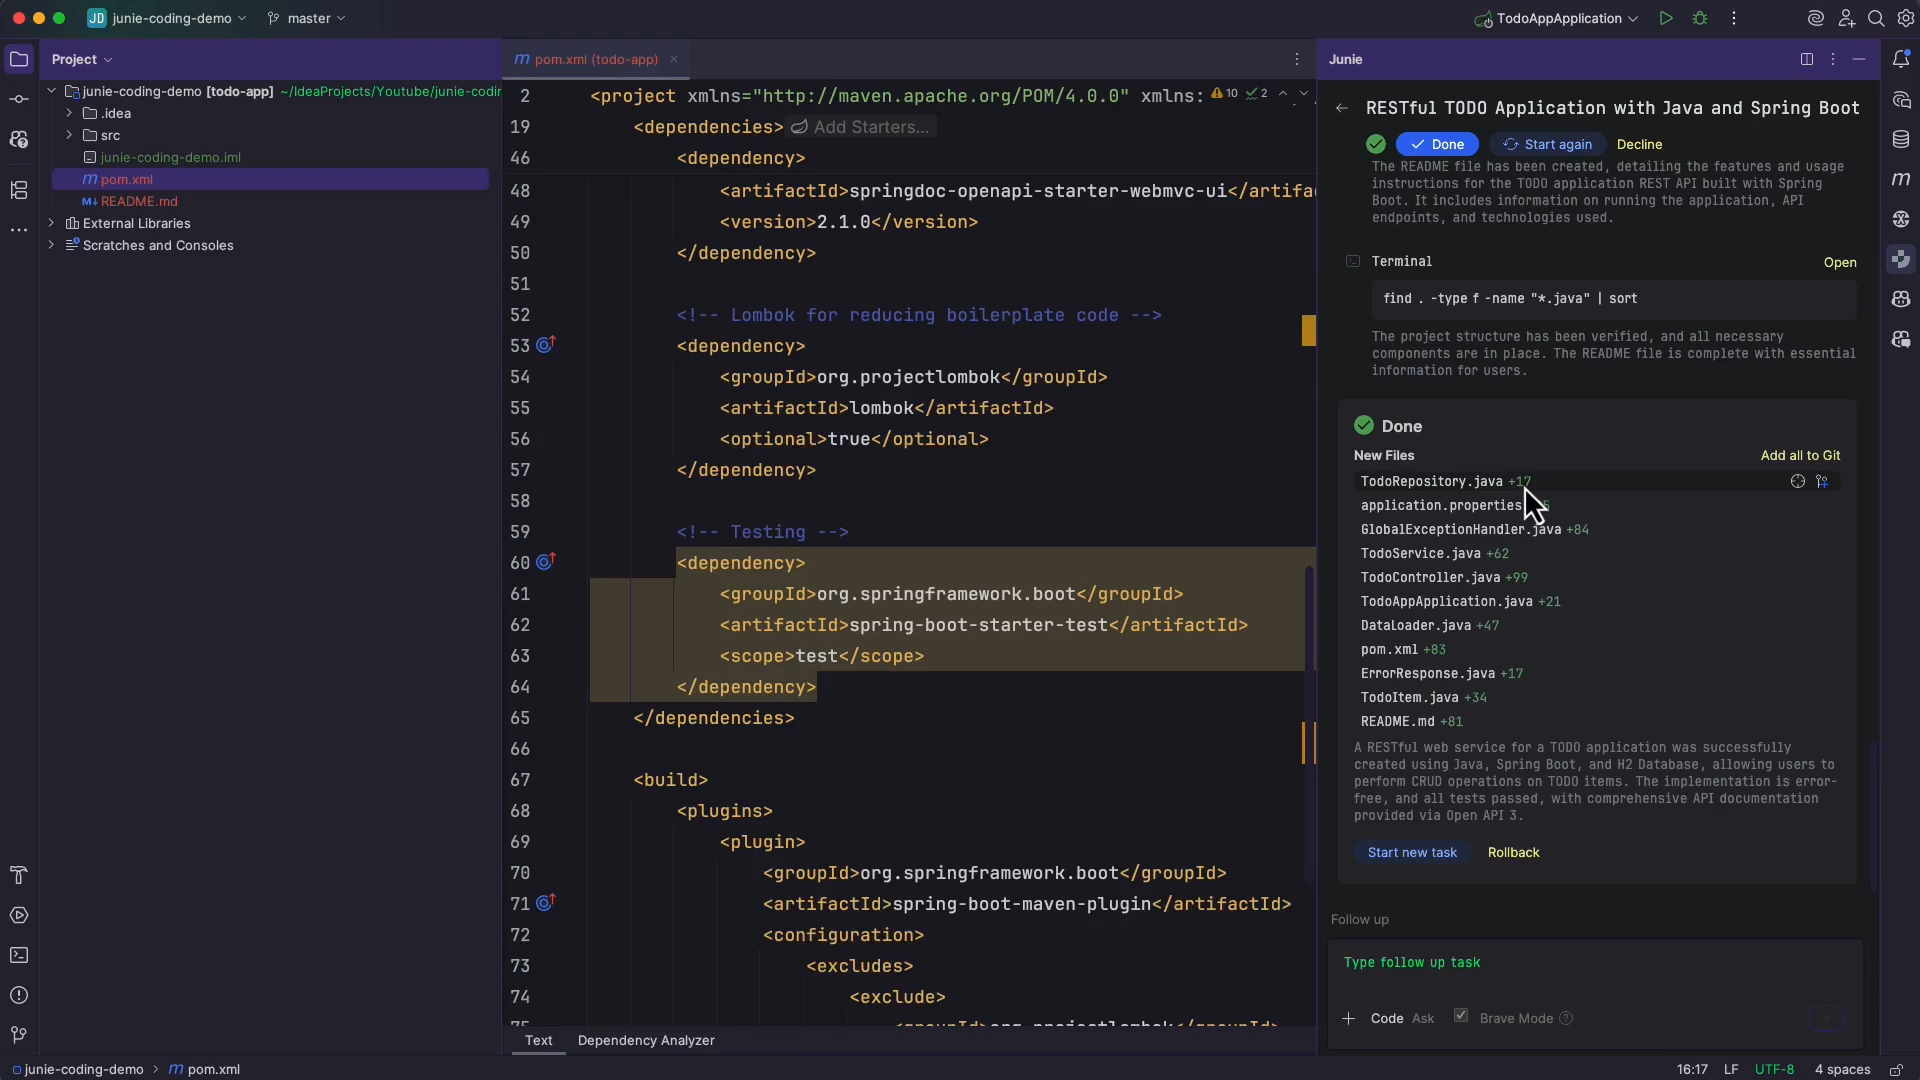 JD junie-coding-demo master TodoAppApplication
Project
junie-coding-demo [todo-app] ~/IdeaProjects/Youtube/junie-codin
.idea
src
junie-coding-demo.iml
m pom.xml
M↓ README.md
External Libraries
Scratches and Consoles
m pom.xml (todo-app)
2 <project xmlns="http://maven.apache.org/POM/4.0.0" xmlns: 10 2
19 <dependencies> Add Starters...
46 <dependency>
48 <artifactId>springdoc-openapi-starter-webmvc-ui</artifac
49 <version>2.1.0</version>
50 </dependency>
51
52 <!-- Lombok for reducing boilerplate code -->
53 <dependency>
54 <groupId>org.projectlombok</groupId>
55 <artifactId>lombok</artifactId>
56 <optional>true</optional>
57 </dependency>
58
59 <!-- Testing -->
60 <dependency>
61 <groupId>org.springframework.boot</groupId>
62 <artifactId>spring-boot-starter-test</artifactId>
63 <scope>test</scope>
64 </dependency>
65 </dependencies>
66
67 <build>
68 <plugins>
69 <plugin>
70 <groupId>org.springframework.boot</groupId>
71 <artifactId>spring-boot-maven-plugin</artifactId>
72 <configuration>
73 <excludes>
74 <exclude>
75 <groupId>org.projectlombok</groupId>
Text Dependency Analyzer
Junie
RESTful TODO Application with Java and Spring Boot
Done Start again Decline
The README file has been created, detailing the features and usage
instructions for the TODO application REST API built with Spring
Boot. It includes information on running the application, API
endpoints, and technologies used.
Terminal Open
find . -type f -name "*.java" | sort
The project structure has been verified, and all necessary
components are in place. The README file is complete with essential
information for users.
Done
New Files Add all to Git
TodoRepository.java +17
application.properties
GlobalExceptionHandler.java +84
TodoService.java +62
TodoController.java +99
TodoAppApplication.java +21
DataLoader.java +47
pom.xml +83
ErrorResponse.java +17
TodoItem.java +34
README.md +81
A RESTful web service for a TODO application was successfully
created using Java, Spring Boot, and H2 Database, allowing users to
perform CRUD operations on TODO items. The implementation is error-
free, and all tests passed, with comprehensive API documentation
provided via Open API 3.
Start new task Rollback
Follow up
Type follow up task
Code Ask Brave Mode
junie-coding-demo > m pom.xml 16:17 LF UTF-8 4 spaces